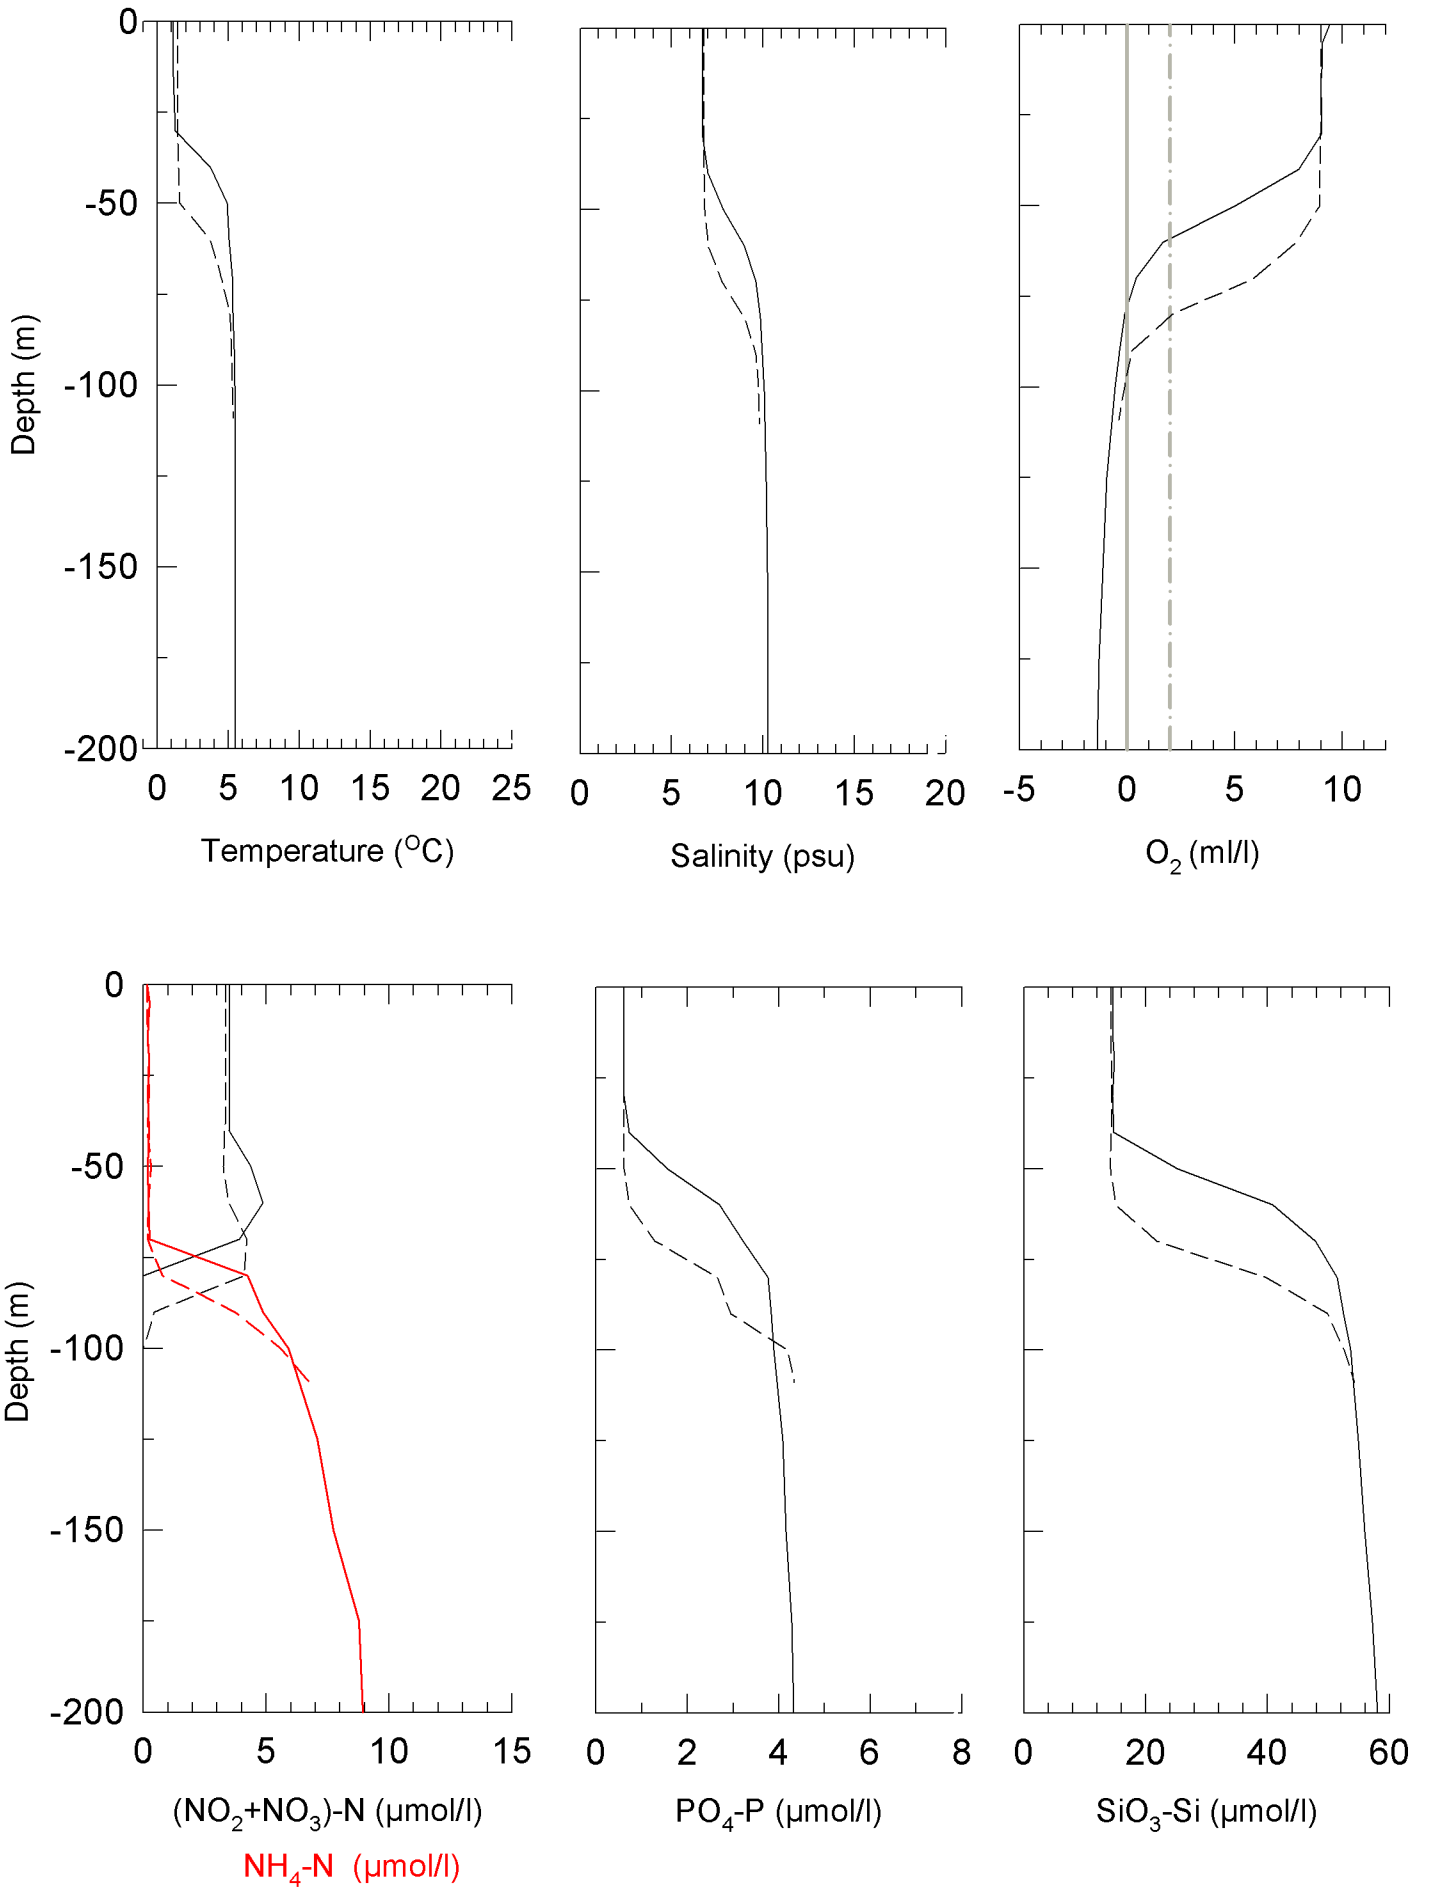 0
-50
-100
-150
-200
Depth (m)
0 5 10 15 20 25
Temperature (°C)
0 5 10 15 20
Salinity (psu)
-5 0 5 10
O₂ (ml/l)
0
-50
-100
-150
-200
Depth (m)
0 5 10 15
(NO₂+NO₃)-N (µmol/l)
NH₄-N (µmol/l)
0 2 4 6 8
PO₄-P (µmol/l)
0 20 40 60
SiO₃-Si (µmol/l)